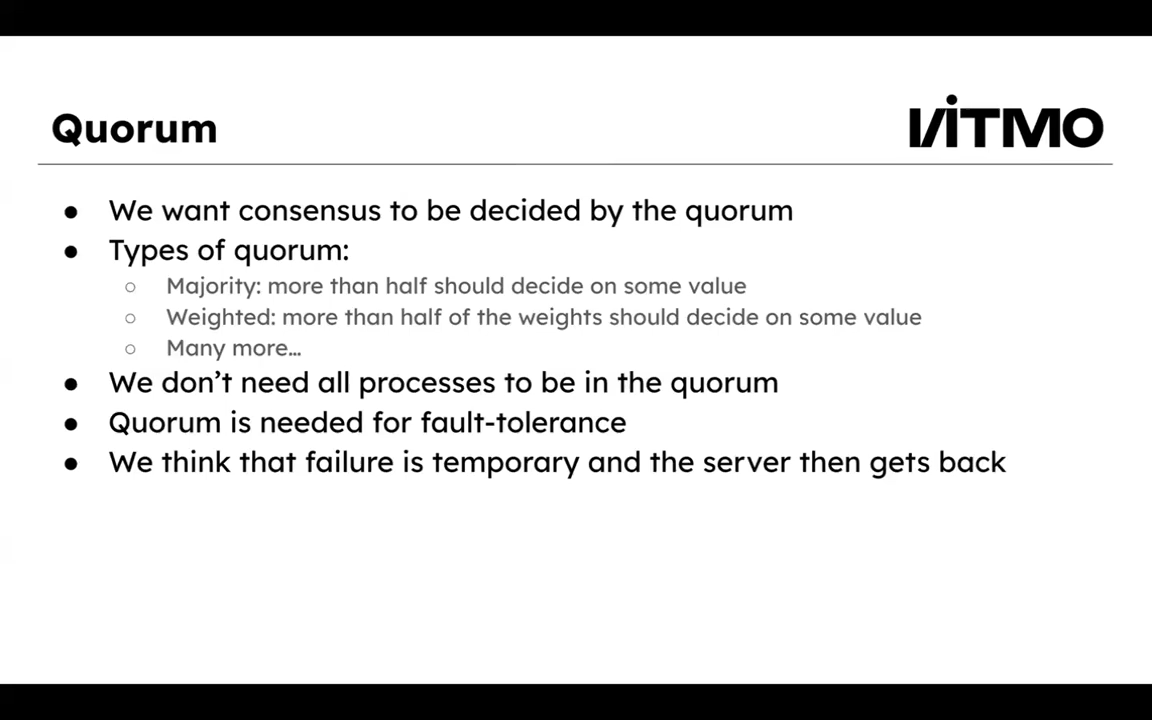 Quorum
ITMO
● We want consensus to be decided by the quorum
● Types of quorum:
○ Majority: more than half should decide on some value
○ Weighted: more than half of the weights should decide on some value
○ Many more…
● We don’t need all processes to be in the quorum
● Quorum is needed for fault-tolerance
● We think that failure is temporary and the server then gets back